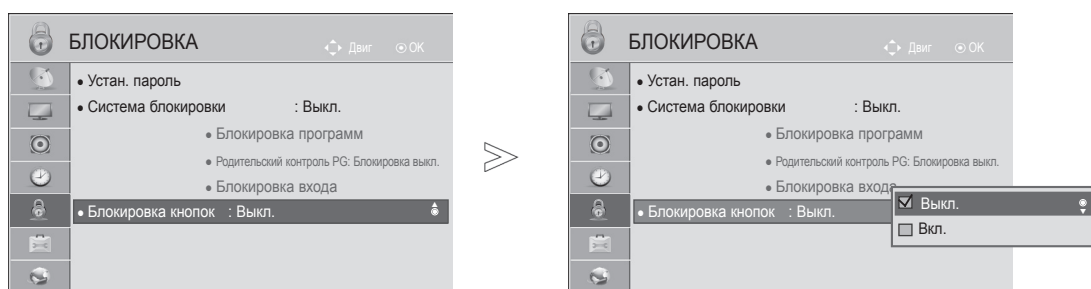 БЛОКИРОВКА
Двиг ОК
• Устан. пароль
• Система блокировки : Выкл.
• Блокировка программ
• Родительский контроль PG: Блокировка выкл.
• Блокировка входа
• Блокировка кнопок : Выкл.
БЛОКИРОВКА
Двиг ОК
• Устан. пароль
• Система блокировки : Выкл.
• Блокировка программ
• Родительский контроль PG: Блокировка выкл.
• Блокировка входа
• Блокировка кнопок : Выкл.
Выкл.
Вкл.